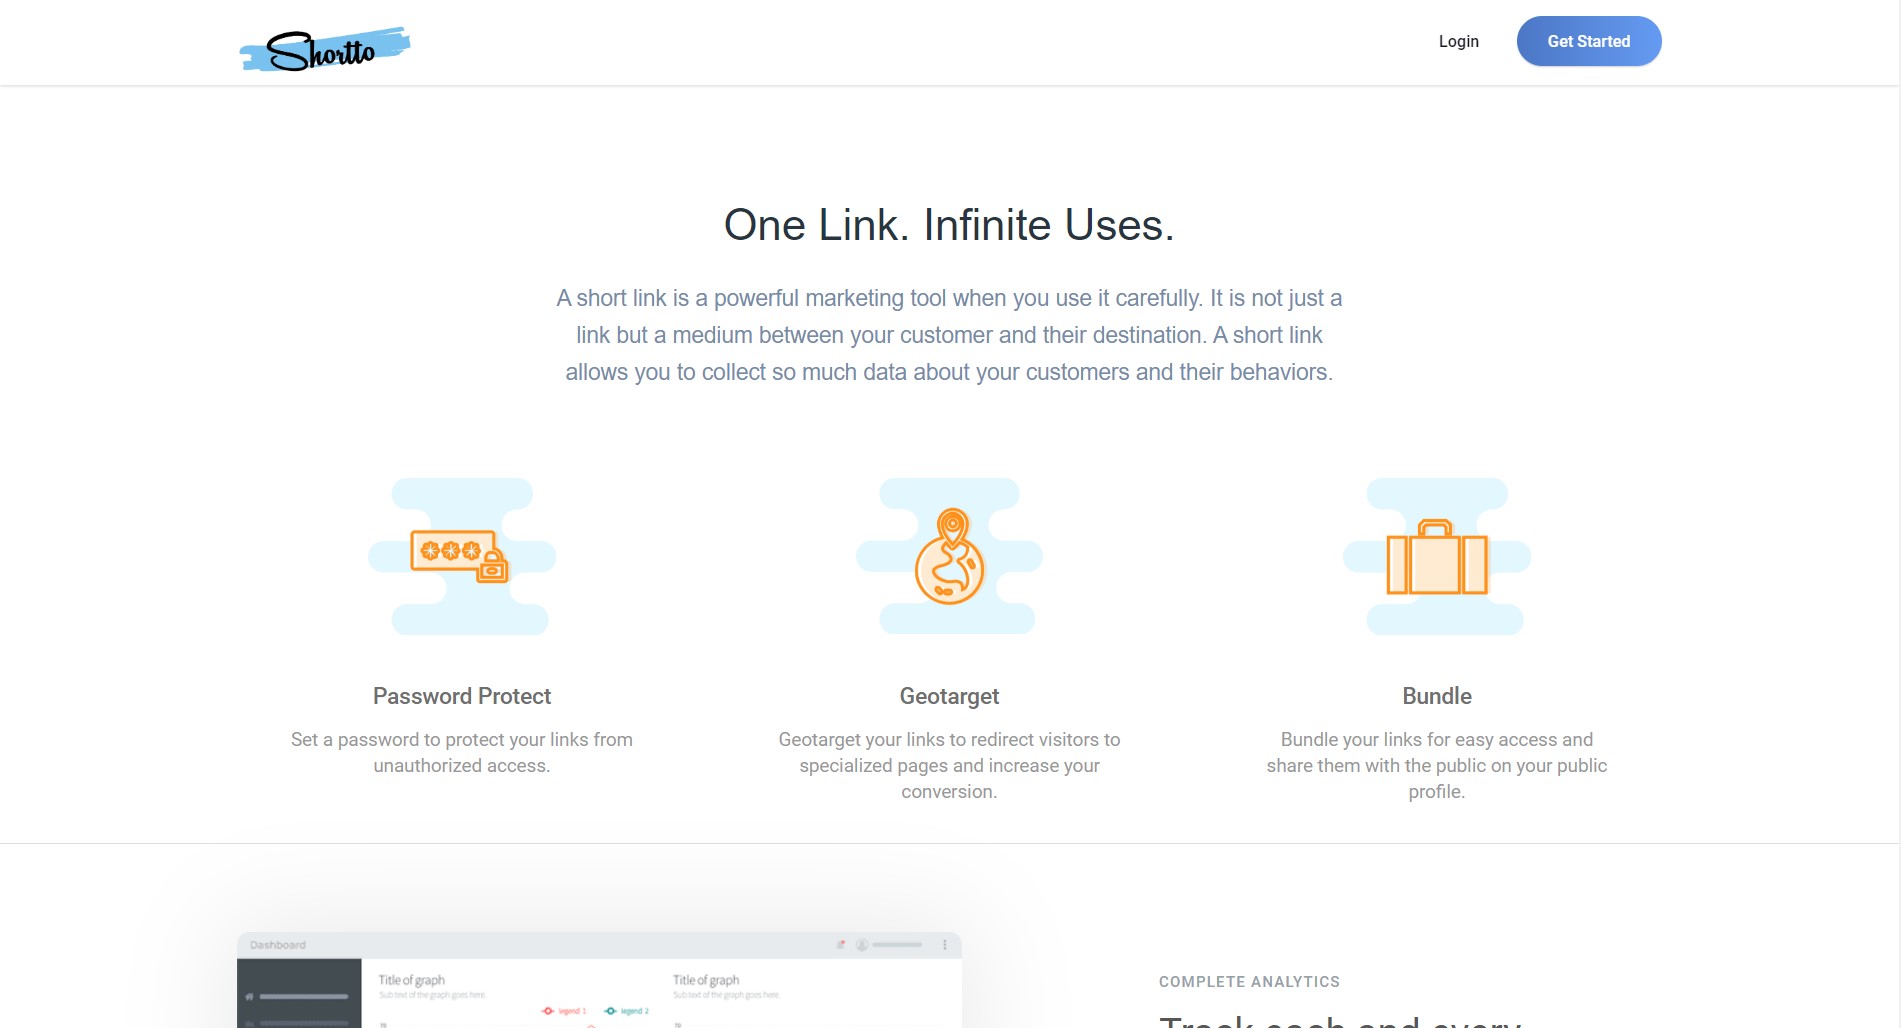 Shortto
Login
Get Started
One Link. Infinite Uses.
A short link is a powerful marketing tool when you use it carefully. It is not just a
link but a medium between your customer and their destination. A short link
allows you to collect so much data about your customers and their behaviors.
Password Protect
Set a password to protect your links from
unauthorized access.
Geotarget
Geotarget your links to redirect visitors to
specialized pages and increase your
conversion.
Bundle
Bundle your links for easy access and
share them with the public on your public
profile.
Dashboard
Title of graph
Sub text of the graph goes here.
legend 1
legend 2
Title of graph
Sub text of the graph goes here.
COMPLETE ANALYTICS
Track each and every